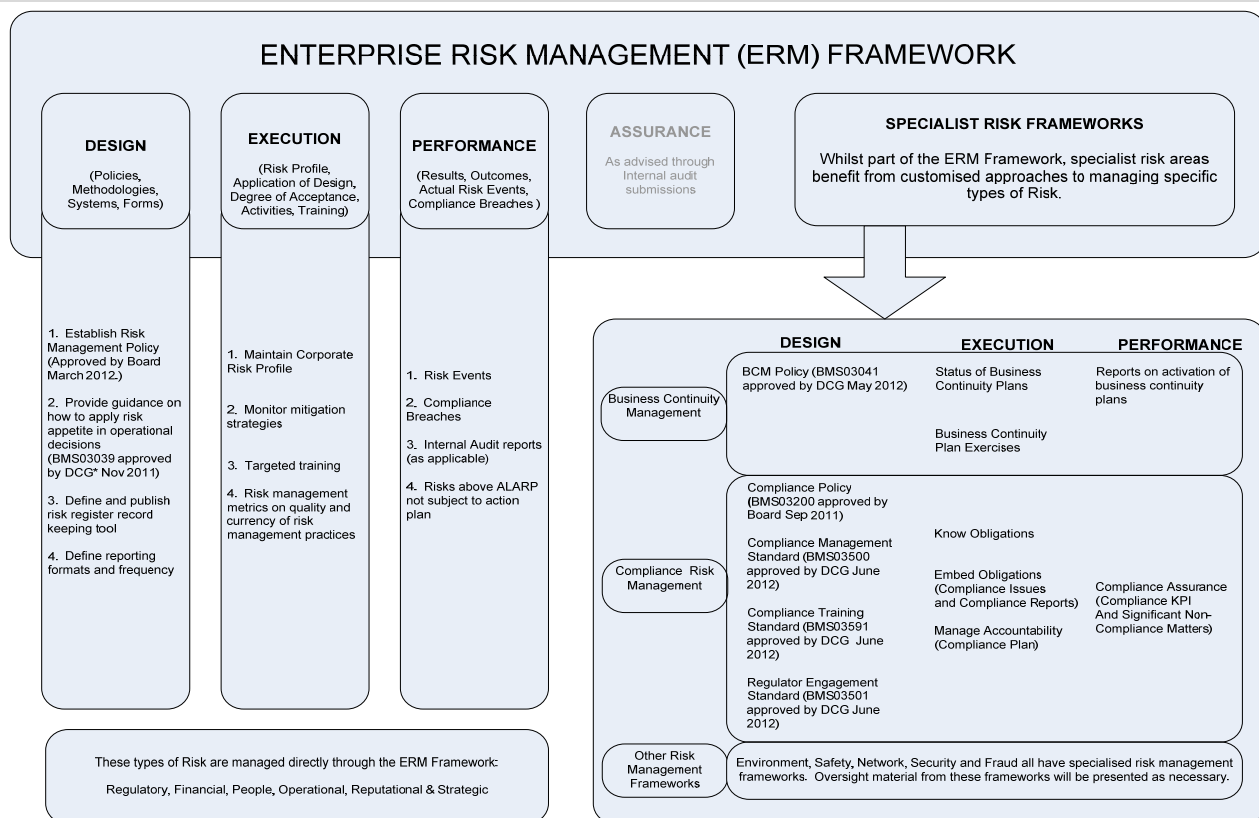 ENTERPRISE RISK MANAGEMENT (ERM) FRAMEWORK
DESIGN
(Policies,
Methodologies,
Systems, Forms)
1. Establish Risk
Management Policy
(Approved by Board
March 2012.)
2. Provide guidance on
how to apply risk
appetite in operational
decisions
(BMS03039 approved
by DCG* Nov 2011)
3. Define and publish
risk register record
keeping tool
4. Define reporting
formats and frequency
EXECUTION
(Risk Profile,
Application of Design,
Degree of Acceptance,
Activities, Training)
1. Maintain Corporate
Risk Profile
2. Monitor mitigation
strategies
3. Targeted training
4. Risk management
metrics on quality and
currency of risk
management practices
PERFORMANCE
(Results, Outcomes,
Actual Risk Events,
Compliance Breaches )
1. Risk Events
2. Compliance
Breaches
3. Internal Audit reports
(as applicable)
4. Risks above ALARP
not subject to action
plan
ASSURANCE
As advised through
Internal audit
submissions
SPECIALIST RISK FRAMEWORKS
Whilst part of the ERM Framework, specialist risk areas
benefit from customised approaches to managing specific
types of Risk.
These types of Risk are managed directly through the ERM Framework:
Regulatory, Financial, People, Operational, Reputational & Strategic
DESIGN
EXECUTION
PERFORMANCE
Business Continuity
Management
BCM Policy (BMS03041
approved by DCG May 2012)
Status of Business
Continuity Plans
Business Continuity
Plan Exercises
Reports on activation of
business continuity
plans
Compliance Risk
Management
Compliance Policy
(BMS03200 approved by
Board Sep 2011)
Compliance Management
Standard (BMS03500
approved by DCG June
2012)
Compliance Training
Standard (BMS03591
approved by DCG June
2012)
Regulator Engagement
Standard (BMS03501
approved by DCG June
2012)
Know Obligations
Embed Obligations
(Compliance Issues
and Compliance Reports)
Manage Accountability
(Compliance Plan)
Compliance Assurance
(Compliance KPI
And Significant Non-
Compliance Matters)
Other Risk
Management
Frameworks
Environment, Safety, Network, Security and Fraud all have specialised risk management
frameworks. Oversight material from these frameworks will be presented as necessary.